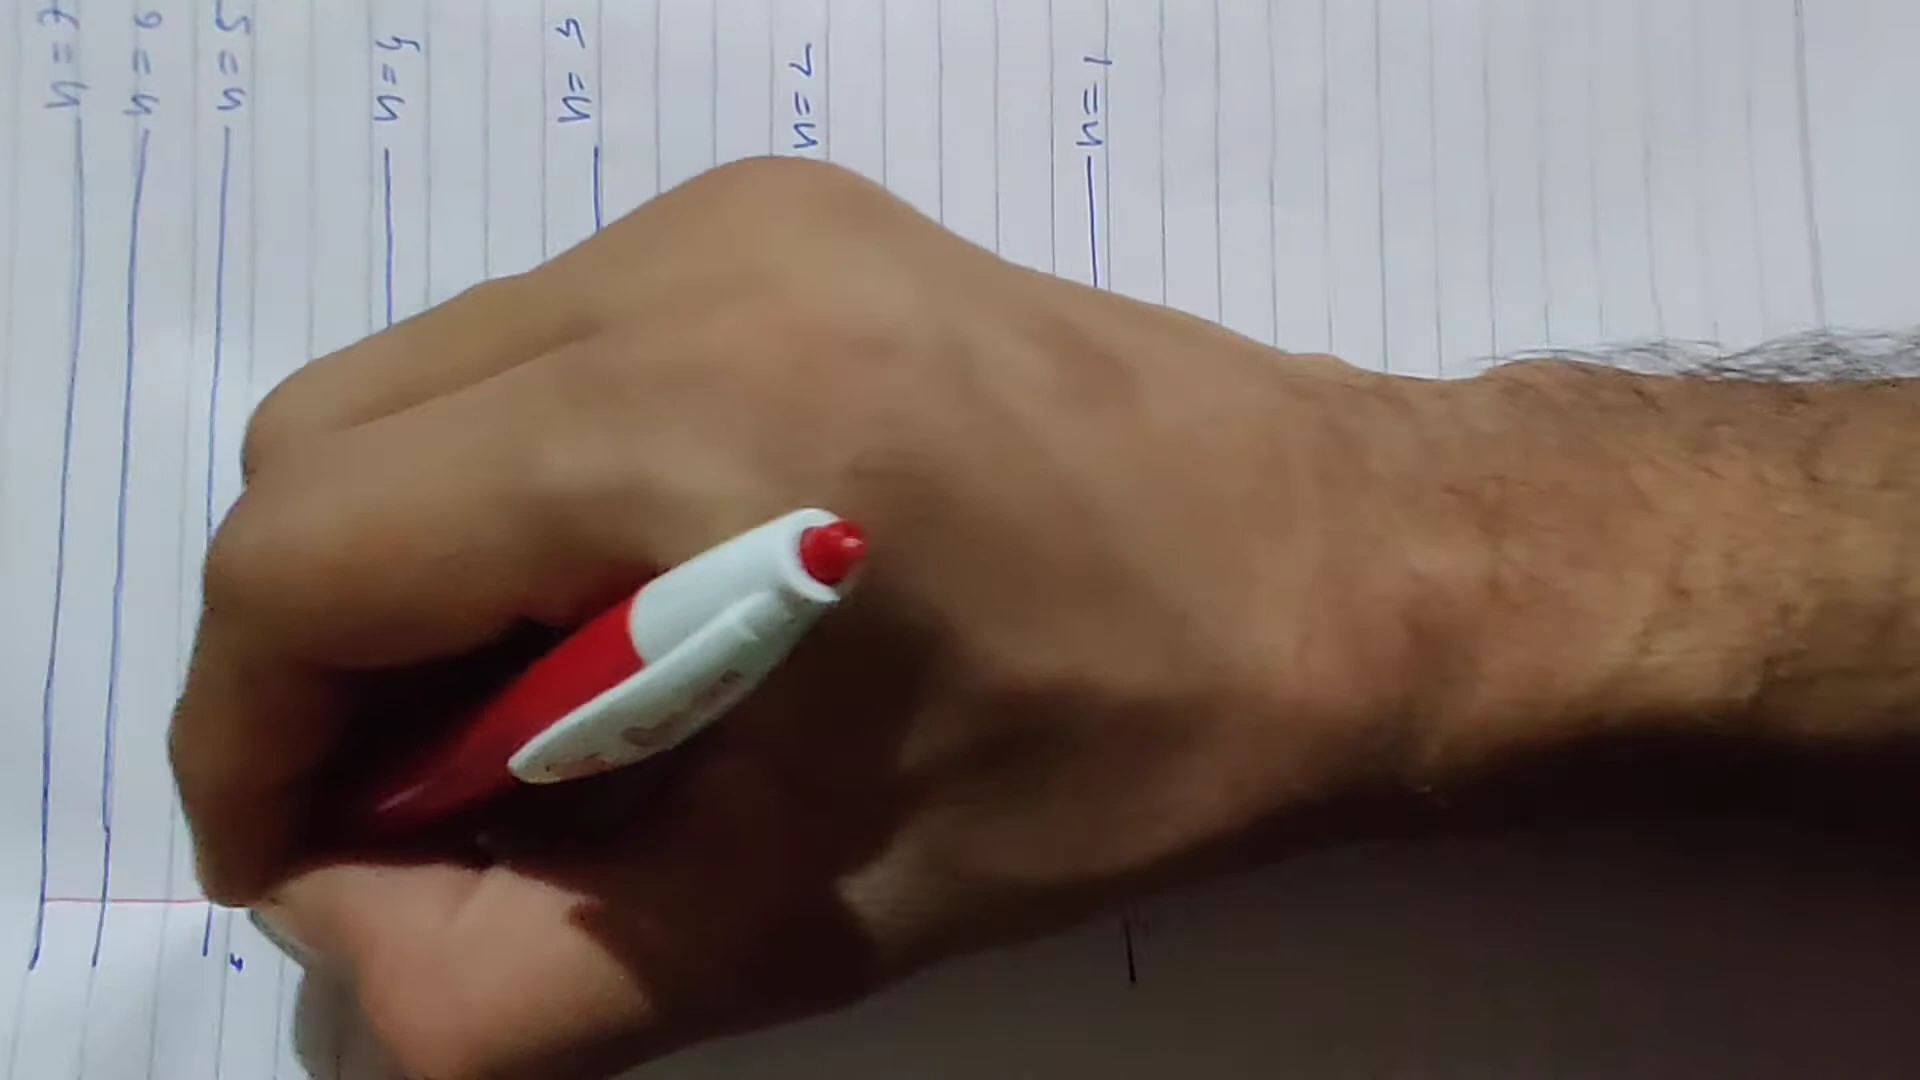 n = 7
n = 6
n = 5
n = 4
n = 3
n = 2
n = 1